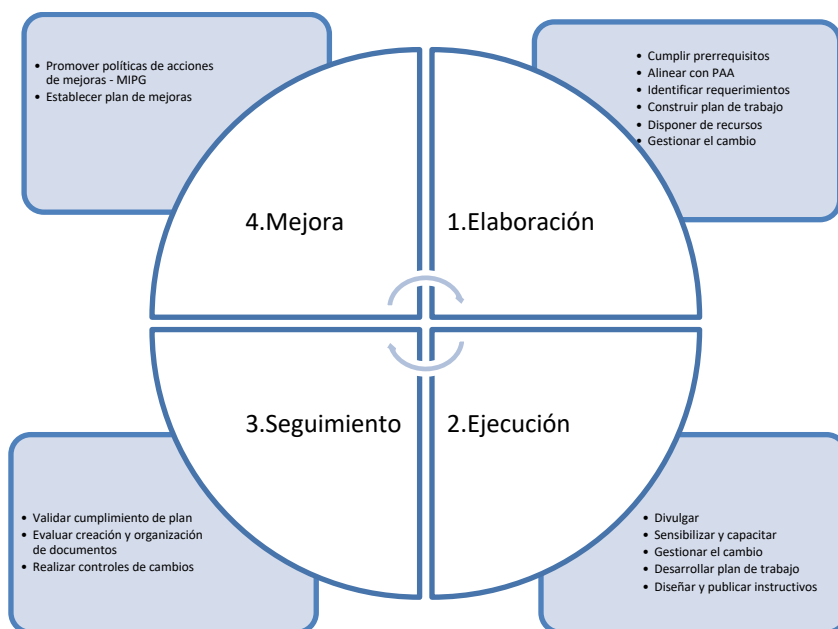 • Promover políticas de acciones
de mejoras - MIPG
• Establecer plan de mejoras
• Cumplir prerrequisitos
• Alinear con PAA
• Identificar requerimientos
• Construir plan de trabajo
• Disponer de recursos
• Gestionar el cambio
4.Mejora
1.Elaboración
3.Seguimiento
2.Ejecución
• Validar cumplimiento de plan
• Evaluar creación y organización
de documentos
• Realizar controles de cambios
• Divulgar
• Sensibilizar y capacitar
• Gestionar el cambio
• Desarrollar plan de trabajo
• Diseñar y publicar instructivos